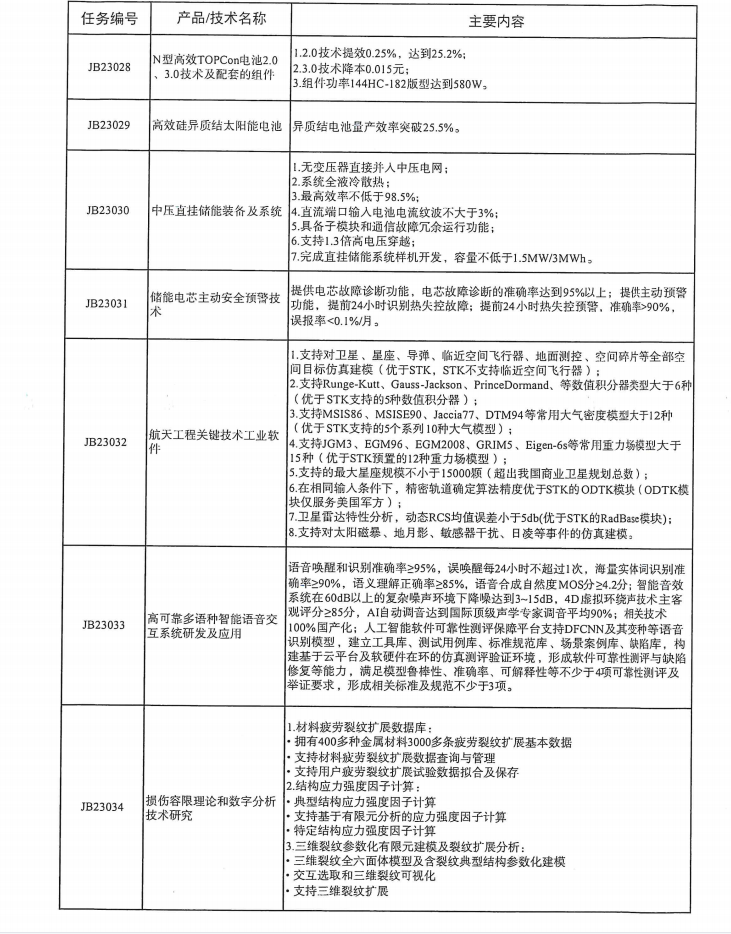 任务编号
产品/技术名称
主要内容
JB23028
N型高效TOPCon电池2.0
、3.0技术及配套的组件
1.2.0技术提效0.25%，达到25.2%；
2.3.0技术降本0.015元；
3.组件功率144HC-182版型达到580W。
JB23029
高效硅异质结太阳能电池
异质结电池量产效率突破25.5%。
JB23030
中压直挂储能装备及系统
1.无变压器直接并入中压电网；
2.系统全液冷散热；
3.最高效率不低于98.5%；
4.直流端口输入电池电流纹波不大于3%；
5.具备子模块和通信故障冗余运行功能；
6.支持1.3倍高电压穿越；
7.完成直挂储能系统样机开发，容量不低于1.5MW/3MWh。
JB23031
储能电芯主动安全预警技
术
提供电芯故障诊断功能，电芯故障诊断的准确率达到95%以上；提供主动预警
功能，提前24小时识别热失控故障；提前24小时热失控预警，准确率>90%，
误报率<0.1%/月。
JB23032
航天工程关键技术工业软
件
1.支持对卫星、星座、导弹、临近空间飞行器、地面测控、空间碎片等全部空
间目标仿真建模（优于STK，STK不支持临近空间飞行器）；
2.支持Runge-Kutt、Gauss-Jackson、PrinceDormand、等数值积分器类型大于6种
（优于STK支持的5种数值积分器）；
3.支持MSIS86、MSISE90、Jaccia77、DTM94等常用大气密度模型大于12种
（优于STK支持的5个系列10种大气模型）；
4.支持JGM3、EGM96、EGM2008、GRIM5、Eigen-6s等常用重力场模型大于
15种（优于STK预置的12种重力场模型）；
5.支持的最大星座规模不小于15000颗（超出我国商业卫星规划总数）；
6.在相同输入条件下，精密轨道确定算法精度优于STK的ODTK模块（ODTK模
块仅服务美国军方）；
7.卫星雷达特性分析，动态RCS均值误差小于5db(优于STK的RadBase模块)；
8.支持对太阳磁暴、地月影、敏感器干扰、日凌等事件的仿真建模。
JB23033
高可靠多语种智能语音交
互系统研发及应用
语音唤醒和识别准确率≥95%，误唤醒每24小时不超过1次，海量实体词识别准
确率≥90%，语义理解正确率≥85%，语音合成自然度MOS分≥4.2分；智能音效
系统在60dB以上的复杂噪声环境下降噪达到3~15dB，4D虚拟环绕声技术主客
观评分≥85分，AI自动调音达到国际顶级声学专家调音平均90%；相关技术
100%国产化；人工智能软件可靠性测评保障平台支持DFCNN及其变种等语音
识别模型，建立工具库、测试用例库、标准规范库、场景案例库、缺陷库，构
建基于云平台及软硬件在环的仿真测评验证环境，形成软件可靠性测评与缺陷
修复等能力，满足模型鲁棒性、准确率、可解释性等不少于4项可靠性测评及
举证要求，形成相关标准及规范不少于3项。
JB23034
损伤容限理论和数字分析
技术研究
1.材料疲劳裂纹扩展数据库：
•拥有400多种金属材料3000多条疲劳裂纹扩展基本数据
•支持材料疲劳裂纹扩展数据查询与管理
•支持用户疲劳裂纹扩展试验数据拟合及保存
2.结构应力强度因子计算：
•典型结构应力强度因子计算
•支持基于有限元分析的应力强度因子计算
•特定结构应力强度因子计算
3.三维裂纹参数化有限元建模及裂纹扩展分析：
•三维裂纹全六面体模型及含裂纹典型结构参数化建模
•交互选取和三维裂纹可视化
•支持三维裂纹扩展